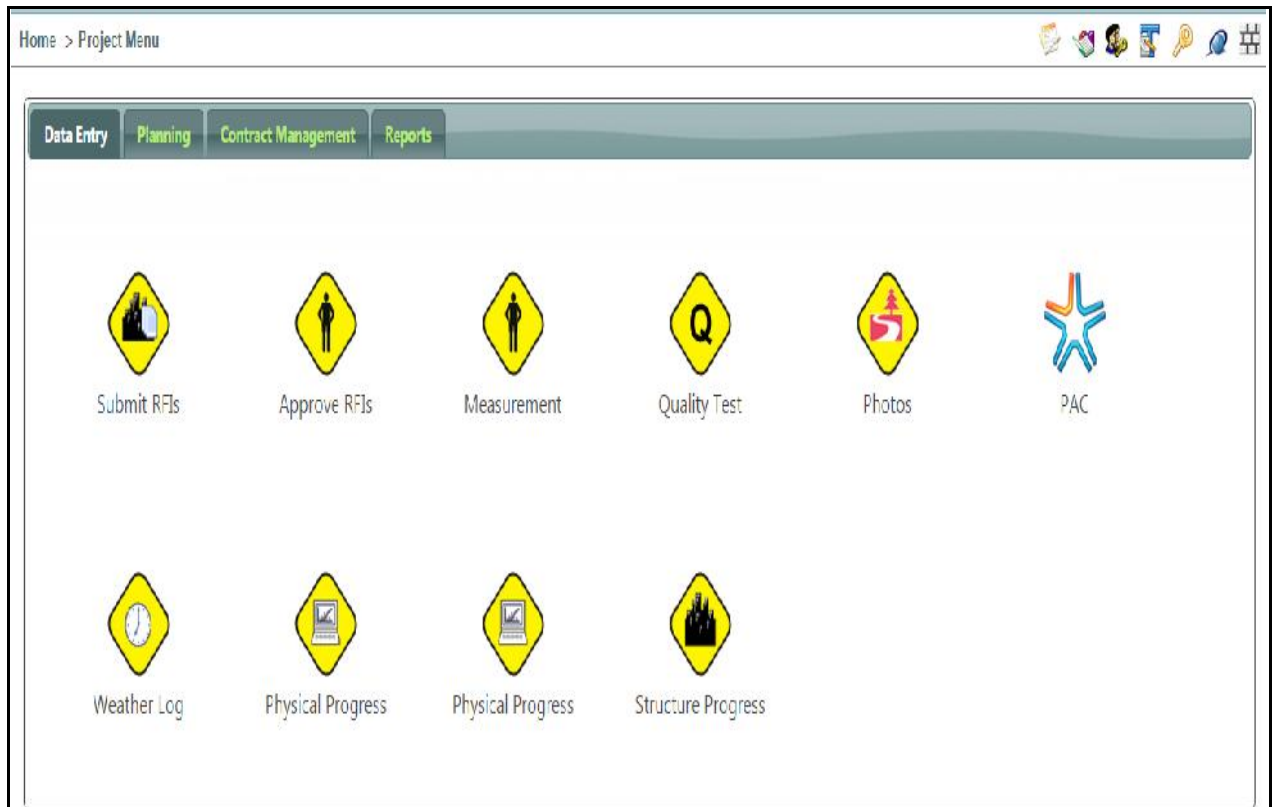 Home > Project Menu
Data Entry Planning Contract Management Reports
Q
Submit RFIs Approve RFIs Measurement Quality Test Photos PAC
Weather Log Physical Progress Physical Progress Structure Progress